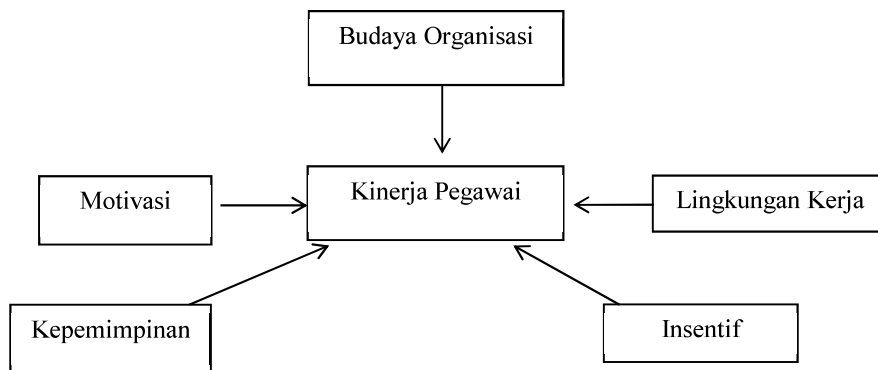 Budaya Organisasi
Motivasi
Kinerja Pegawai
Lingkungan Kerja
Kepemimpinan
Insentif